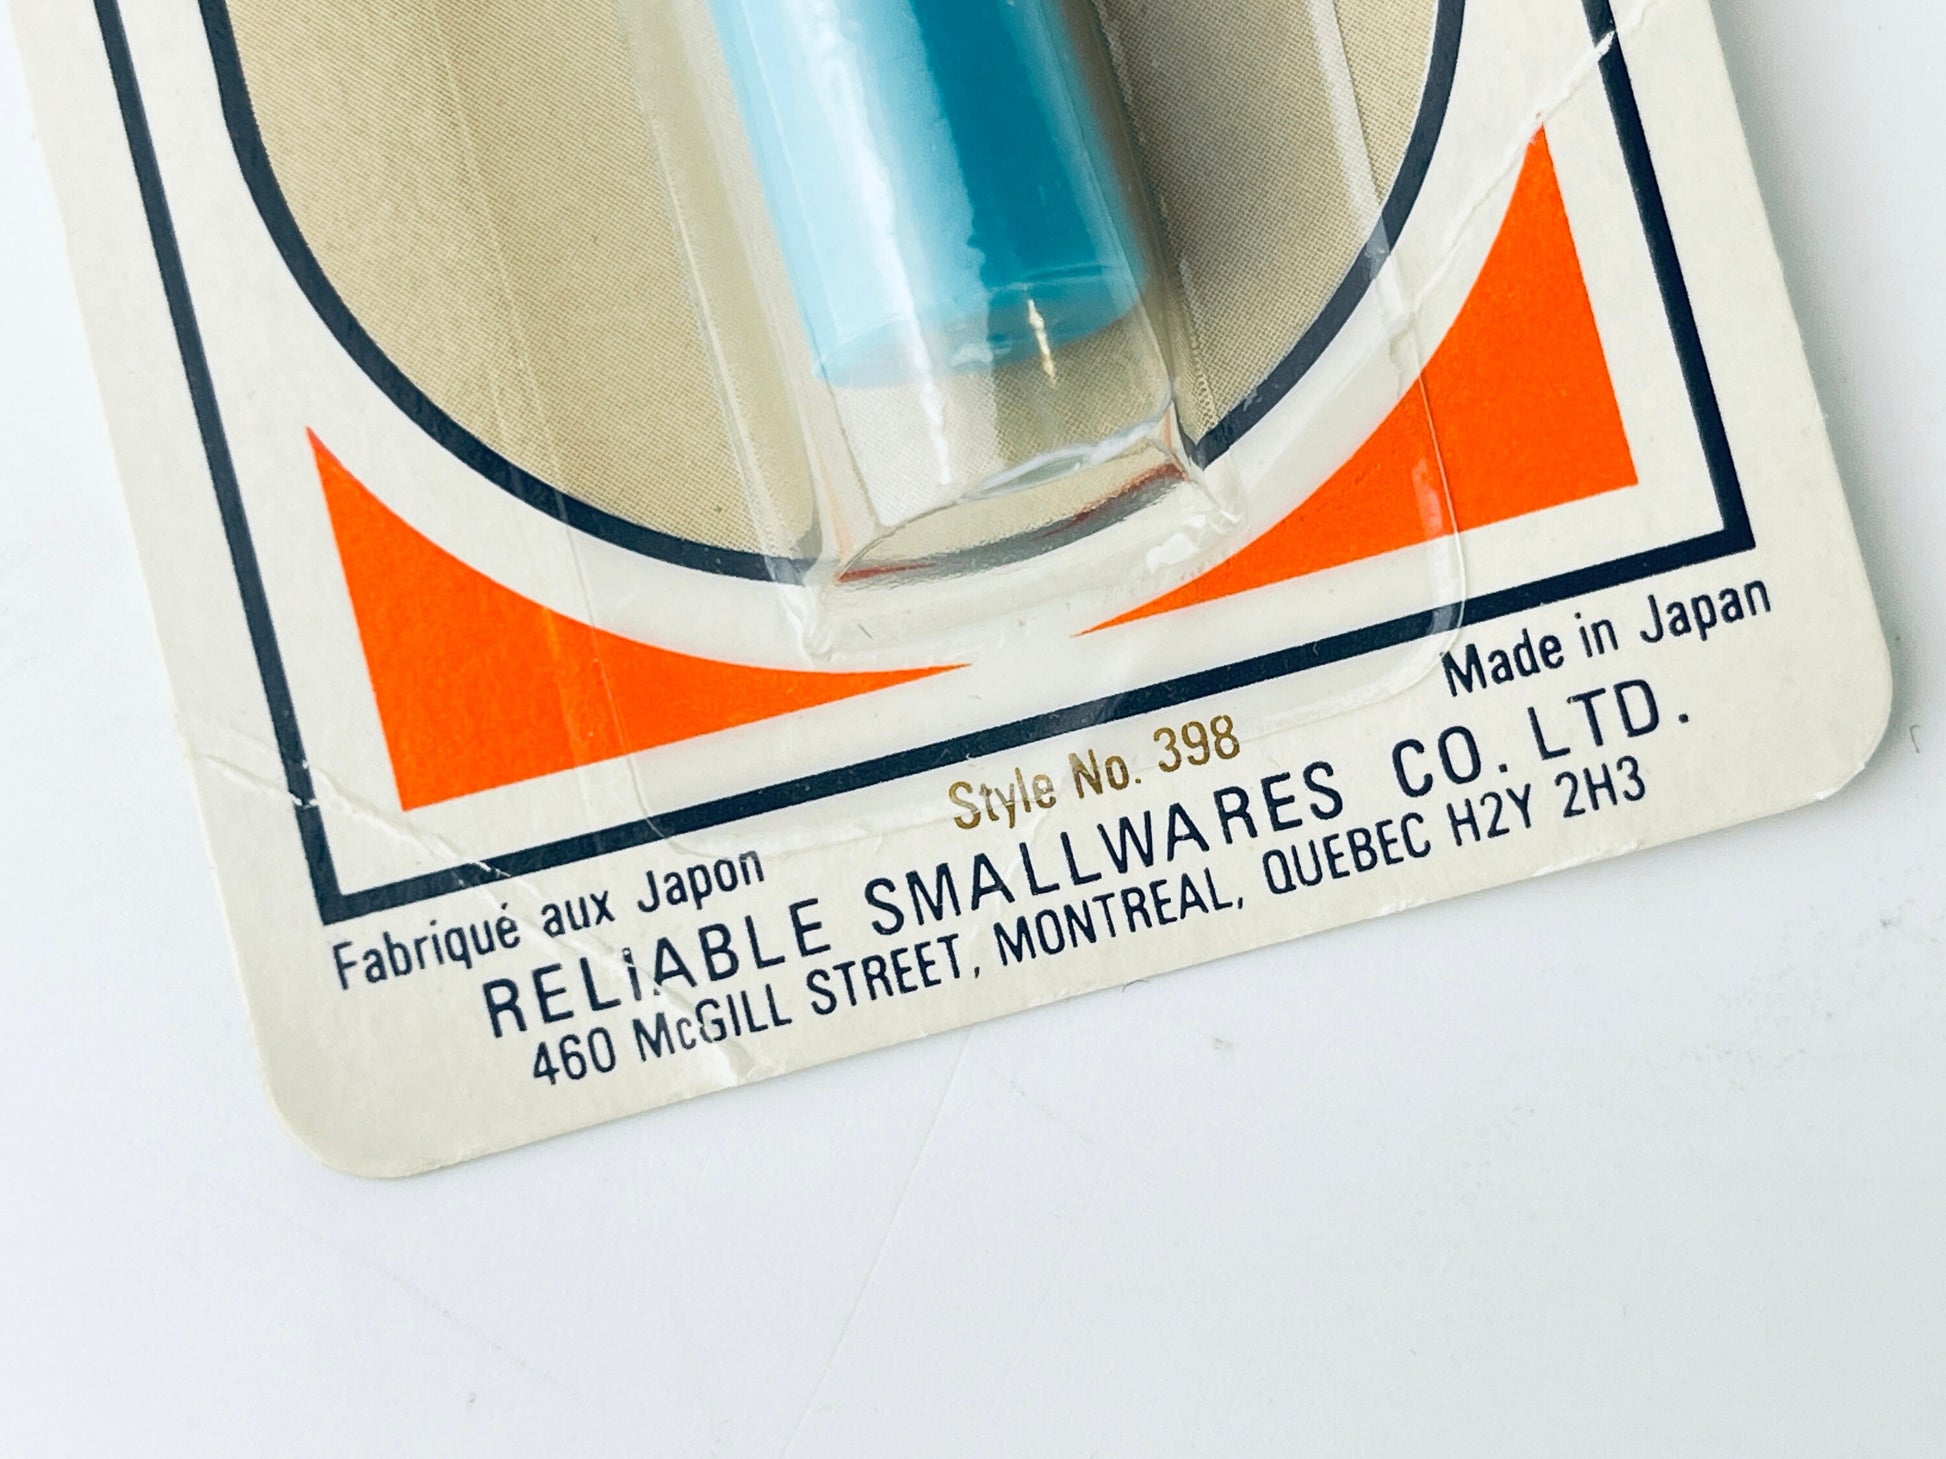 Made in Japan
Style No. 398
Fabriqué aux Japon
RELiABLE SMALLWARES CO. LTD.
460 McGILL STREET, MONTREAL, QUEBEC H2Y 2H3